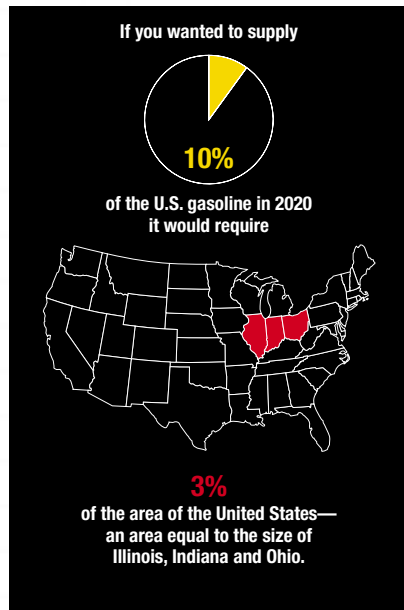 If you wanted to supply
10%
of the U.S. gasoline in 2020
it would require
3%
of the area of the United States—
an area equal to the size of
Illinois, Indiana and Ohio.